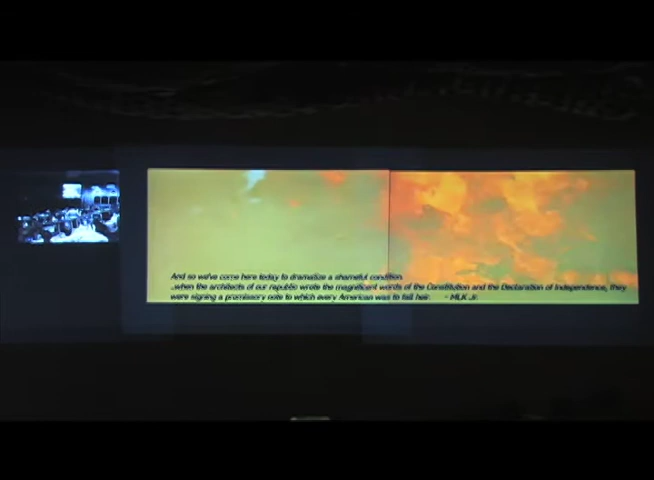 And so we've come here today to dramatize a shameful condition.
..when the architects of our republic wrote the magnificent words of the Constitution and the Declaration of Independence, they
were signing a promissory note to which every American was to fall heir. - MLK Jr.